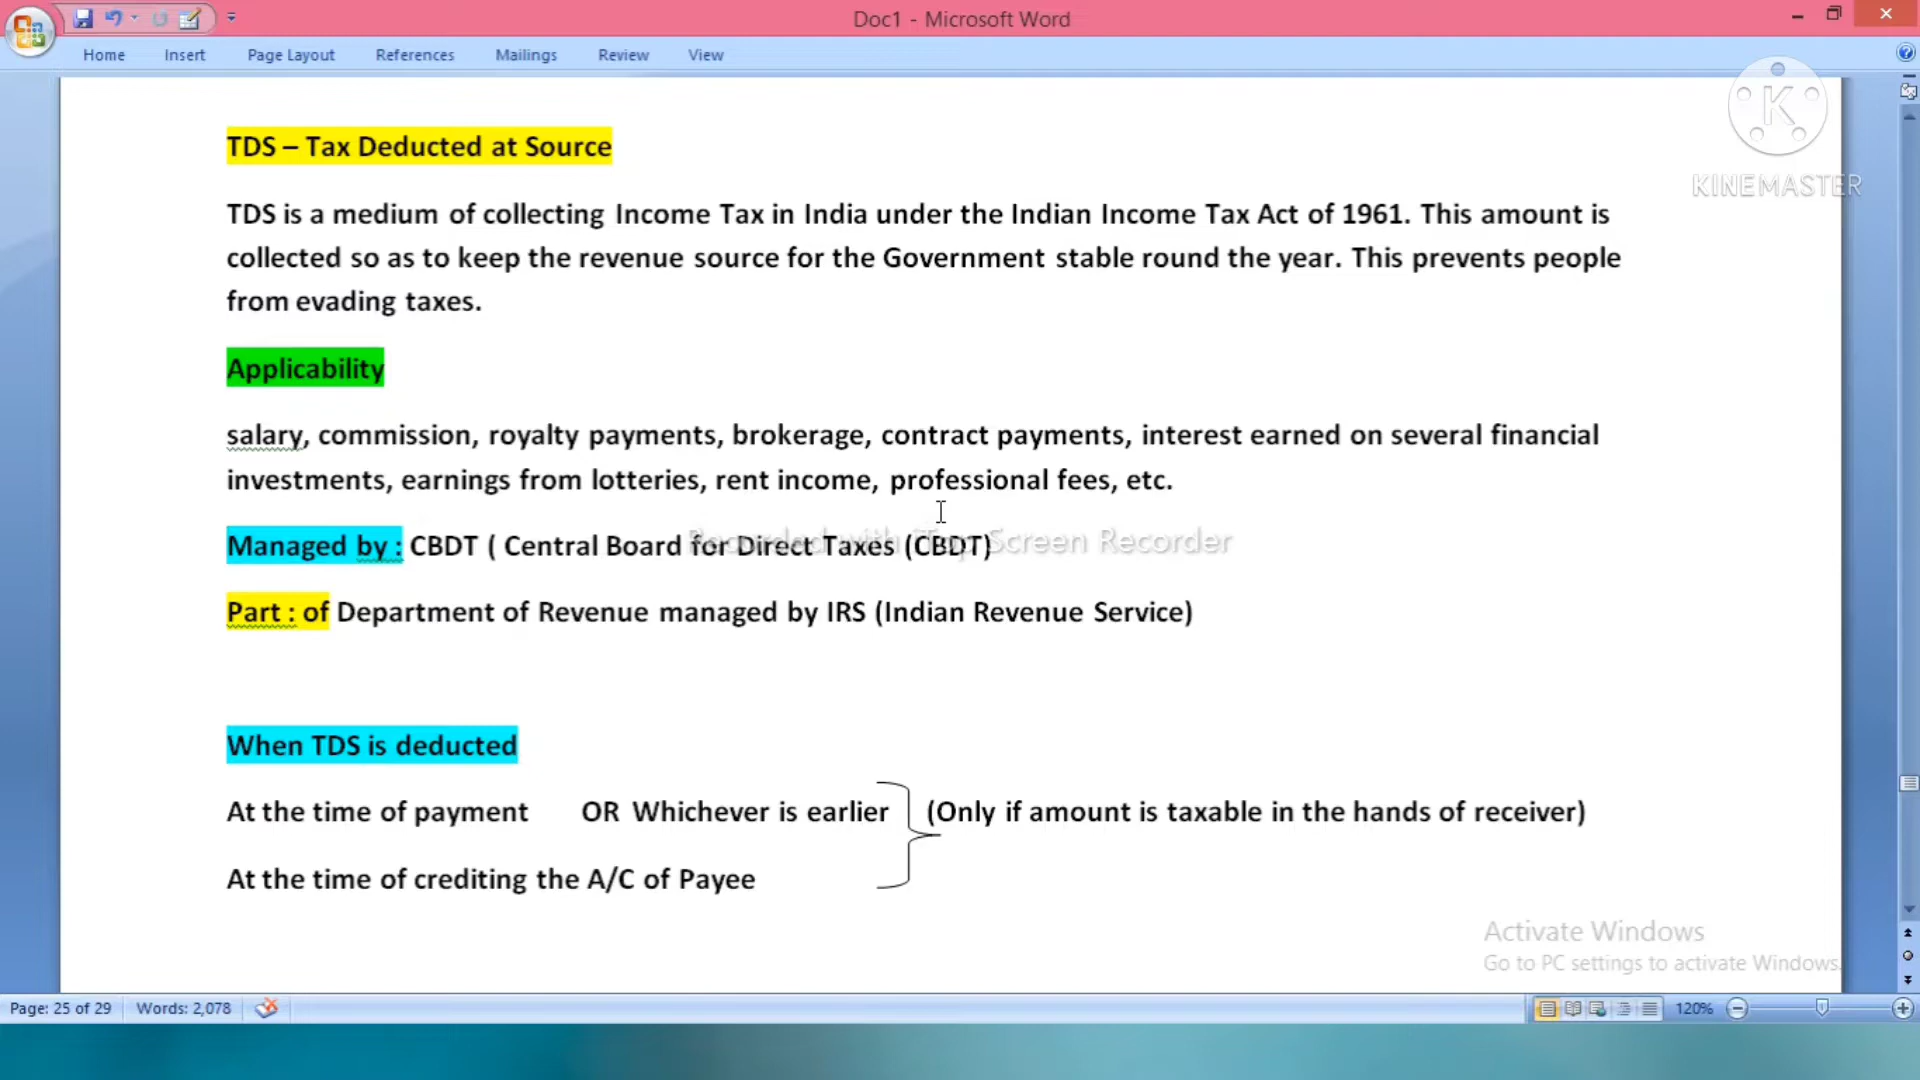 Doc1 - Microsoft Word
Home Insert Page Layout References Mailings Review View
K
KINEMASTER
TDS – Tax Deducted at Source
TDS is a medium of collecting Income Tax in India under the Indian Income Tax Act of 1961. This amount is
collected so as to keep the revenue source for the Government stable round the year. This prevents people
from evading taxes.
Applicability
salary, commission, royalty payments, brokerage, contract payments, interest earned on several financial
investments, earnings from lotteries, rent income, professional fees, etc.
Managed by : CBDT ( Central Board for Direct Taxes (CBDT)
Recorded with iTop Screen Recorder
Part : of Department of Revenue managed by IRS (Indian Revenue Service)
When TDS is deducted
At the time of payment OR Whichever is earlier (Only if amount is taxable in the hands of receiver)
At the time of crediting the A/C of Payee
Activate Windows
Go to PC settings to activate Windows.
Page: 25 of 29 Words: 2,078 120%